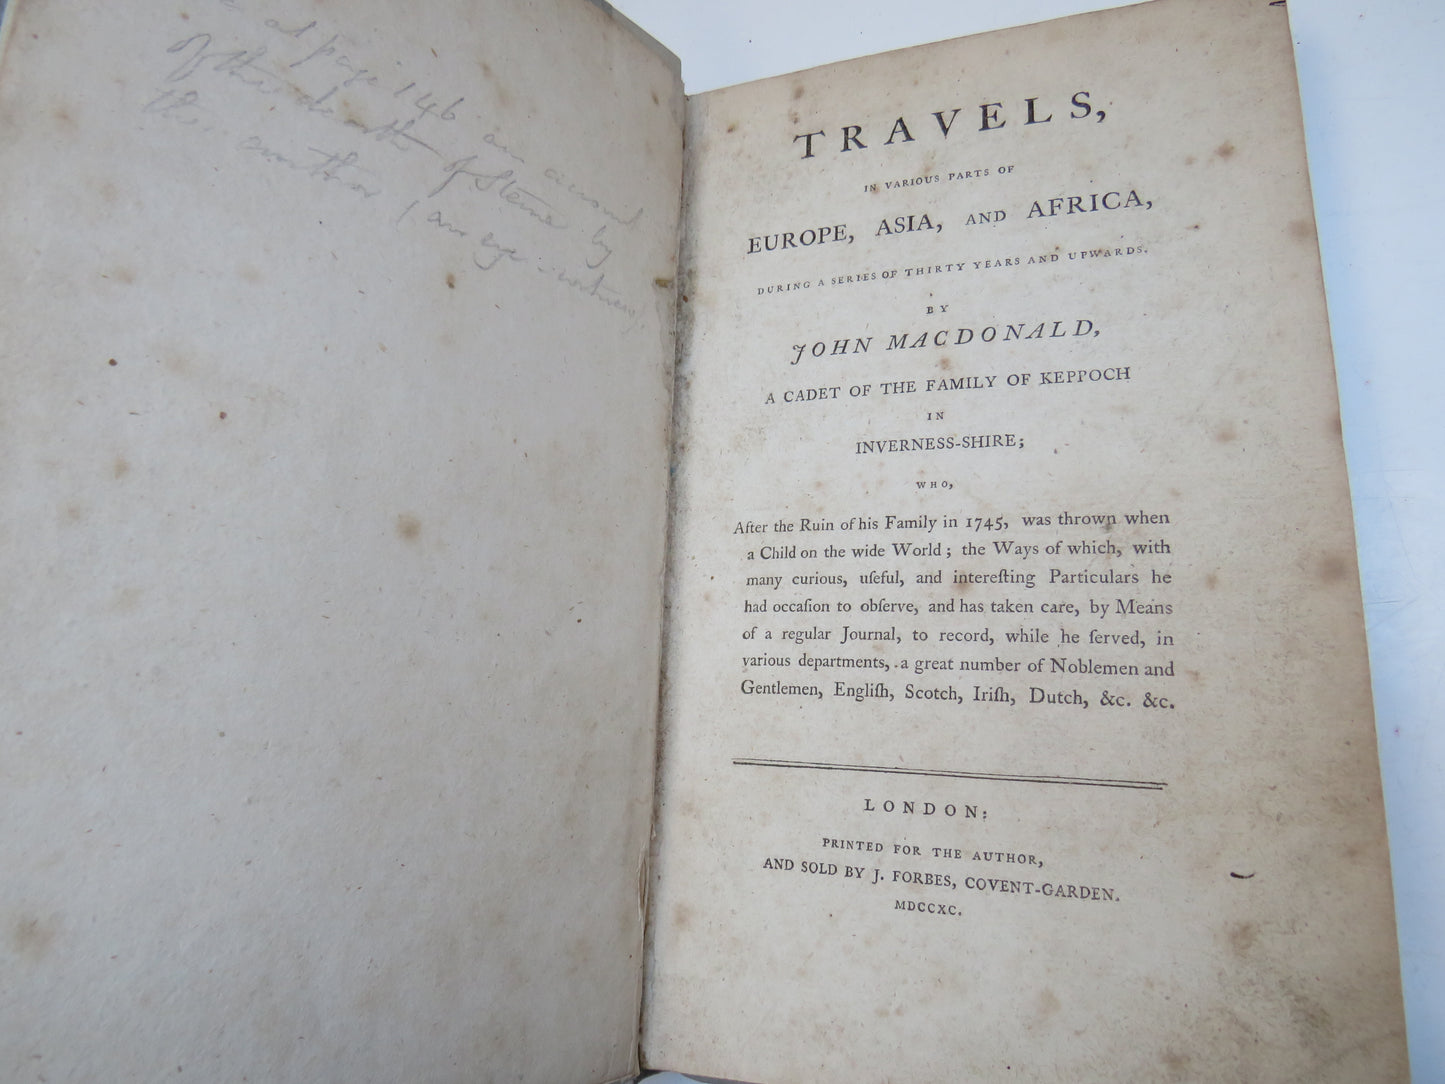 at page 146 an account
of the death of Sterne by
the author (an eye-witness)
TRAVELS,
IN VARIOUS PARTS OF
EUROPE, ASIA, AND AFRICA,
DURING A SERIES OF THIRTY YEARS AND UPWARDS.
BY
JOHN MACDONALD,
A CADET OF THE FAMILY OF KEPPOCH
IN
INVERNESS-SHIRE;
WHO,
After the Ruin of his Family in 1745, was thrown when
a Child on the wide World; the Ways of which, with
many curious, uſeful, and intereſting Particulars he
had occaſion to obſerve, and has taken care, by Means
of a regular Journal, to record, while he ſerved, in
various departments, a great number of Noblemen and
Gentlemen, Engliſh, Scotch, Iriſh, Dutch, &c. &c.
LONDON:
PRINTED FOR THE AUTHOR,
AND SOLD BY J. FORBES, COVENT-GARDEN.
MDCCXC.